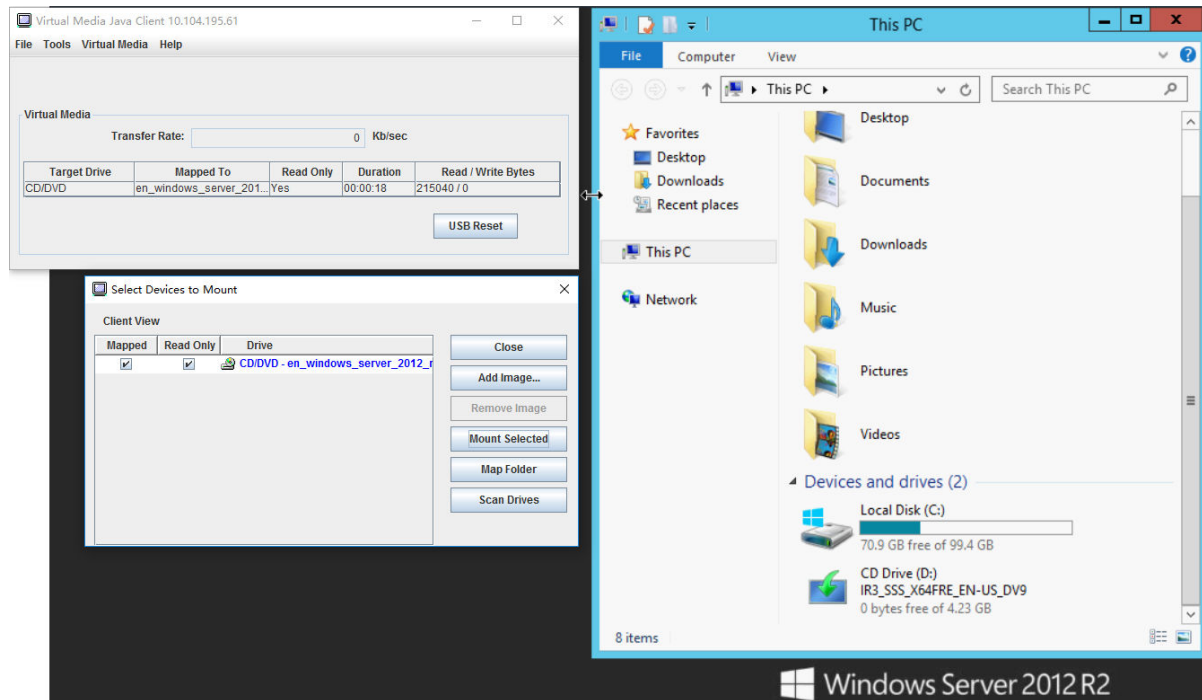 Virtual Media Java Client 10.104.195.61
File Tools Virtual Media Help
Virtual Media
Transfer Rate: 0 Kb/sec
Target Drive Mapped To Read Only Duration Read / Write Bytes
CD/DVD en_windows_server_201... Yes 00:00:18 215040 / 0
USB Reset
Select Devices to Mount
Client View
Mapped Read Only Drive
CD/DVD - en_windows_server_2012_r
Close
Add Image...
Remove Image
Mount Selected
Map Folder
Scan Drives
This PC
File Computer View
This PC
Search This PC
Favorites
Desktop
Downloads
Recent places
This PC
Network
Desktop
Documents
Downloads
Music
Pictures
Videos
Devices and drives (2)
Local Disk (C:)
70.9 GB free of 99.4 GB
CD Drive (D:)
IR3_SSS_X64FRE_EN-US_DV9
0 bytes free of 4.23 GB
8 items
Windows Server 2012 R2